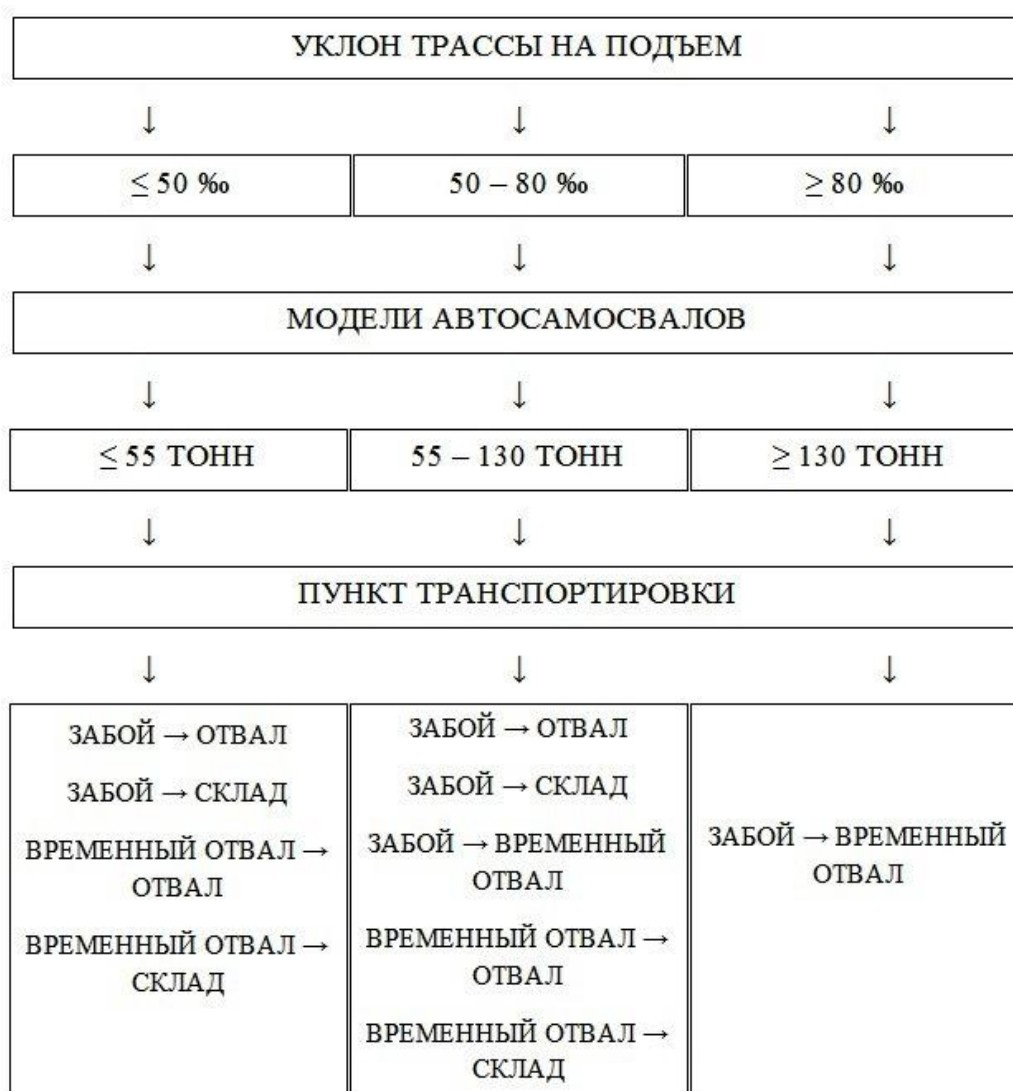 УКЛОН ТРАССЫ НА ПОДЪЕМ
↓ ↓ ↓
≤ 50 ‰ 50 – 80 ‰ ≥ 80 ‰
↓ ↓ ↓
МОДЕЛИ АВТОСАМОСВАЛОВ
↓ ↓ ↓
≤ 55 ТОНН 55 – 130 ТОНН ≥ 130 ТОНН
↓ ↓ ↓
ПУНКТ ТРАНСПОРТИРОВКИ
↓ ↓ ↓
ЗАБОЙ → ОТВАЛ
ЗАБОЙ → СКЛАД
ВРЕМЕННЫЙ ОТВАЛ →
ОТВАЛ
ВРЕМЕННЫЙ ОТВАЛ →
СКЛАД
ЗАБОЙ → ОТВАЛ
ЗАБОЙ → СКЛАД
ЗАБОЙ → ВРЕМЕННЫЙ
ОТВАЛ
ВРЕМЕННЫЙ ОТВАЛ →
ОТВАЛ
ВРЕМЕННЫЙ ОТВАЛ →
СКЛАД
ЗАБОЙ → ВРЕМЕННЫЙ
ОТВАЛ